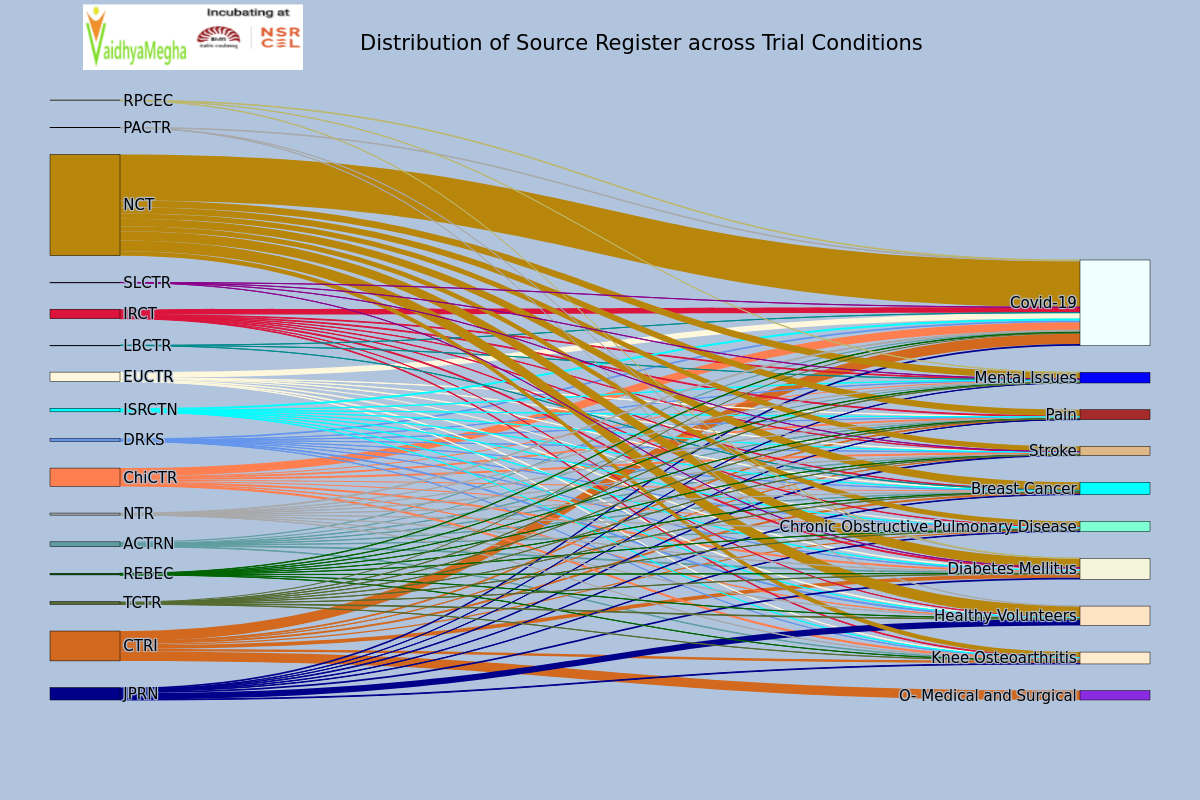 Incubating at
VaidhyaMegha
NSR
CEL
Distribution of Source Register across Trial Conditions
RPCEC
PACTR
NCT
SLCTR
IRCT
LBCTR
EUCTR
ISRCTN
DRKS
ChiCTR
NTR
ACTRN
REBEC
TCTR
CTRI
JPRN
Covid-19
Mental Issues
Pain
Stroke
Breast Cancer
Chronic Obstructive Pulmonary Disease
Diabetes Mellitus
Healthy Volunteers
Knee Osteoarthritis
O- Medical and Surgical